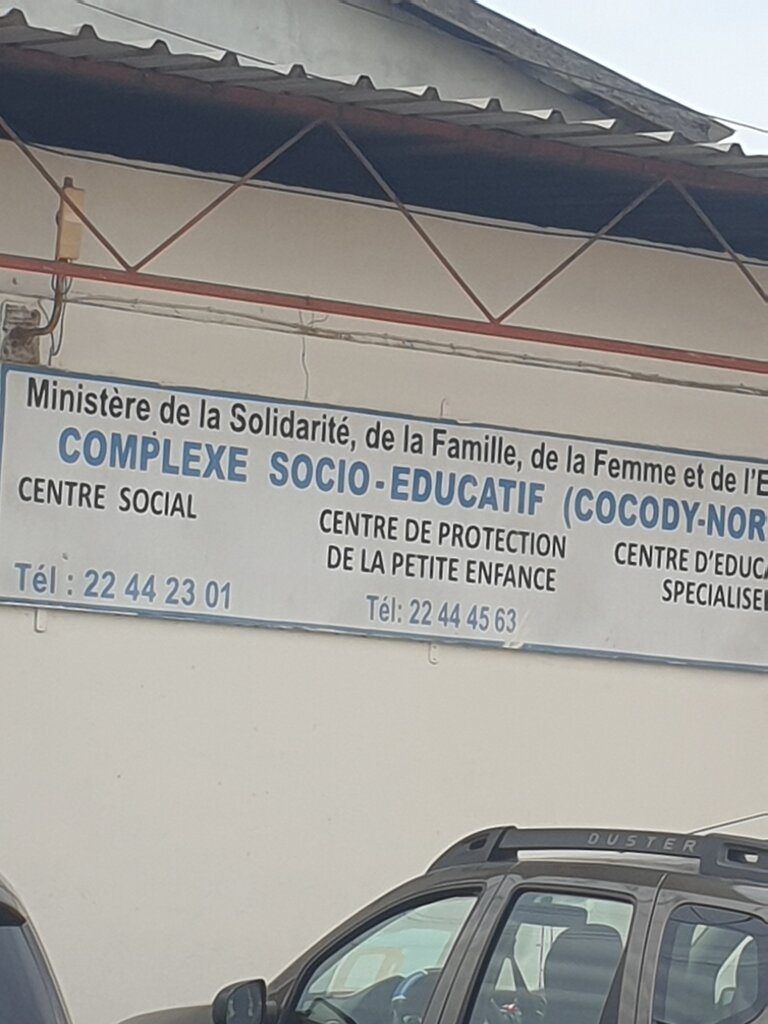 Ministère de la Solidarité, de la Famille, de la Femme et de l'E
COMPLEXE SOCIO-EDUCATIF (COCODY-NOR
CENTRE SOCIAL
Tél : 22 44 23 01
CENTRE DE PROTECTION
DE LA PETITE ENFANCE
Tél: 22 44 45 63
CENTRE D'EDUCA
SPECIALISE
DUSTER